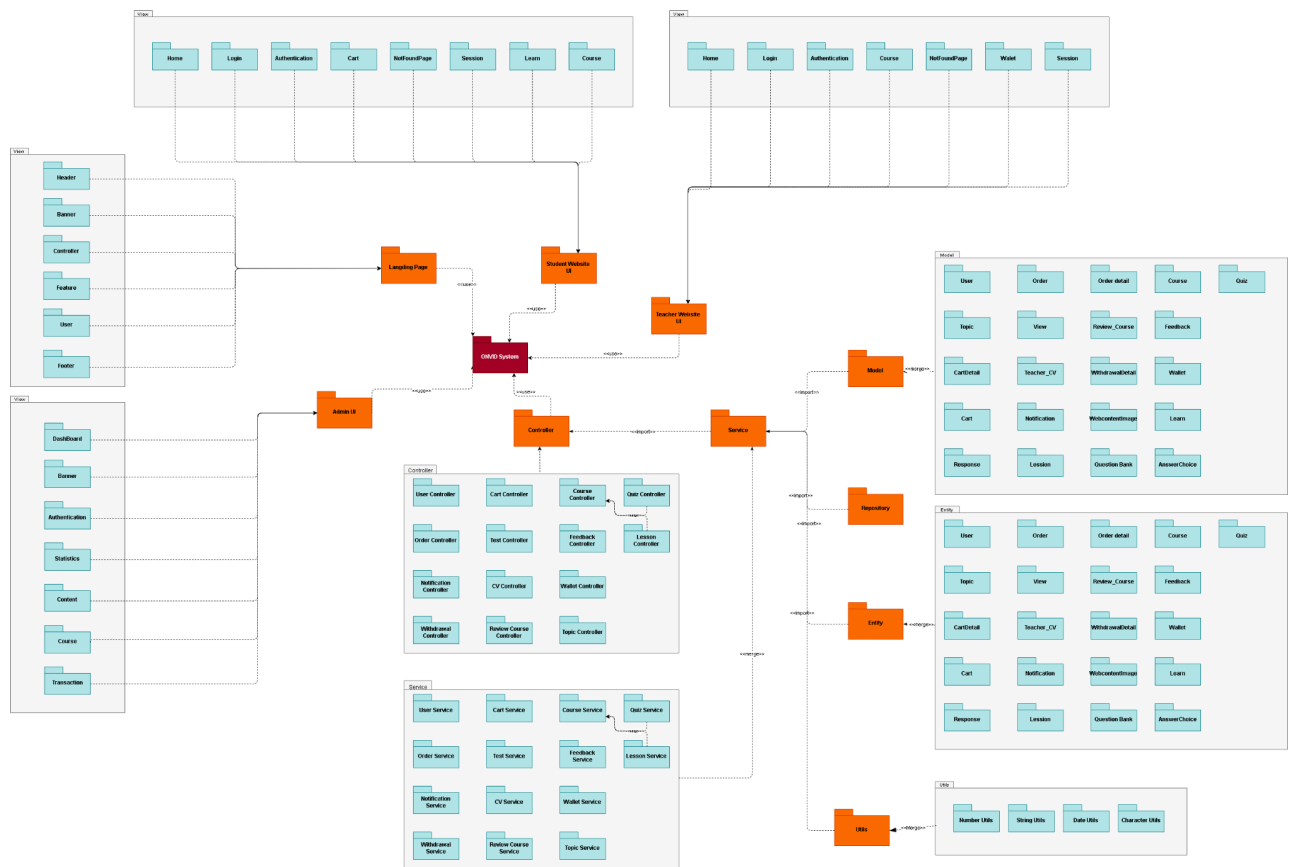 View
Home
Login
Authentication
Cart
NotFoundPage
Session
Learn
Course
View
Home
Login
Authentication
Course
NotFoundPage
Walet
Session
View
Header
Banner
Controller
Feature
User
Footer
Langding Page
<<use>>
Student Website
UI
<<use>>
Teacher Website
UI
<<use>>
ONVID System
View
DashBoard
Banner
Authentication
Statistics
Content
Course
Transaction
Admin UI
<<use>>
<<use>>
Controller
<<import>>
Service
<<import>>
Model
<<merge>>
<<import>>
<<import>>
Repository
<<import>>
Entity
<<merge>>
Utils
<<Merge>>
<<merge>>
Controller
User Controller
Cart Controller
Course
Controller
Quiz Controller
<<use>>
Order Controller
Test Controller
Feedback
Controller
Lesson
Controller
Notification
Controller
CV Controller
Wallet Controller
Withdrawal
Controller
Review Course
Controller
Topic Controller
Service
User Service
Cart Service
Course Service
Quiz Service
<<use>>
Order Service
Test Service
Feedback
Service
Lesson Service
Notification
Service
CV Service
Wallet Service
Withdrawal
Service
Review Course
Service
Topic Service
Model
User
Order
Order detail
Course
Quiz
Topic
View
Review_Course
Feedback
CartDetail
Teacher_CV
WithdrawalDetail
Wallet
Cart
Notification
WebcontentImage
Learn
Response
Lession
Question Bank
AnswerChoice
Entity
User
Order
Order detail
Course
Quiz
Topic
View
Review_Course
Feedback
CartDetail
Teacher_CV
WithdrawalDetail
Wallet
Cart
Notification
WebcontentImage
Learn
Response
Lession
Question Bank
AnswerChoice
Utils
Number Utils
String Utils
Date Utils
Character Utils